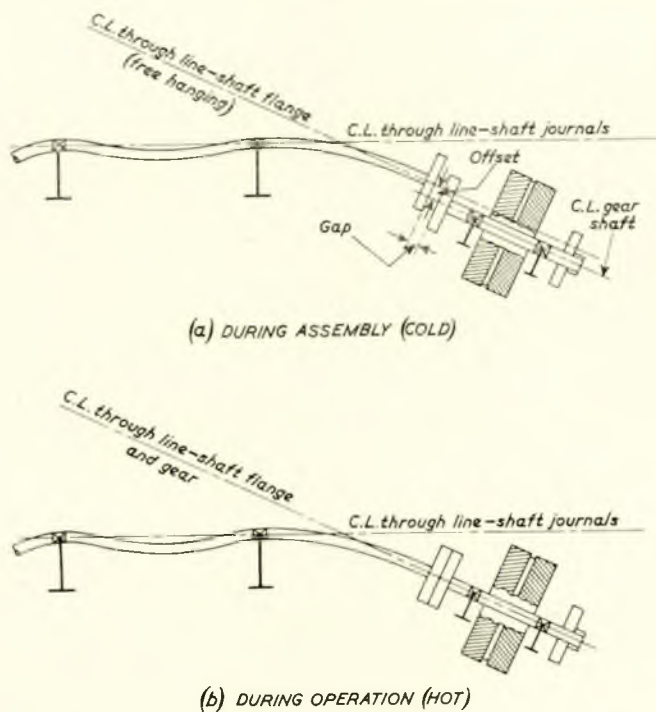 C.L. through line-shaft flange
(free hanging)
C.L. through line-shaft journals
Offset
C.L. gear
shaft
Gap
(a) DURING ASSEMBLY (COLD)
C.L. through line-shaft flange
and gear
C.L. through line-shaft journals
(b) DURING OPERATION (HOT)